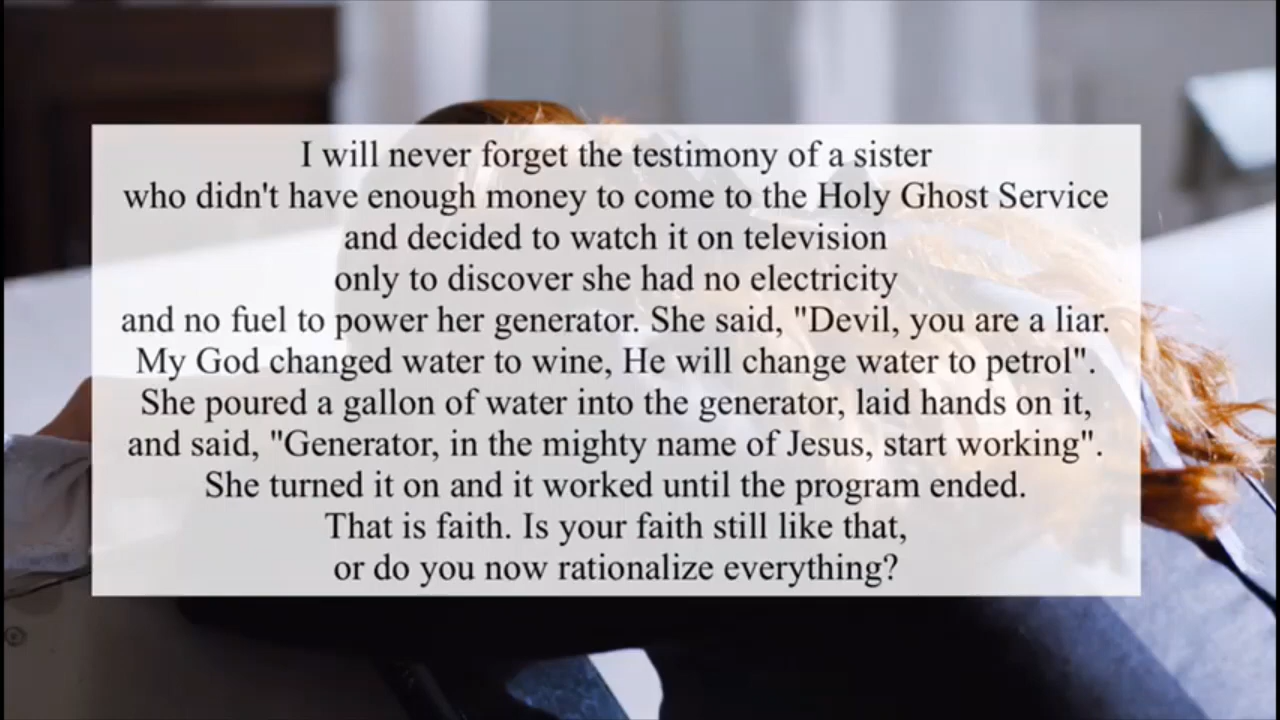 I will never forget the testimony of a sister
who didn't have enough money to come to the Holy Ghost Service
and decided to watch it on television
only to discover she had no electricity
and no fuel to power her generator. She said, "Devil, you are a liar.
My God changed water to wine, He will change water to petrol".
She poured a gallon of water into the generator, laid hands on it,
and said, "Generator, in the mighty name of Jesus, start working".
She turned it on and it worked until the program ended.
That is faith. Is your faith still like that,
or do you now rationalize everything?